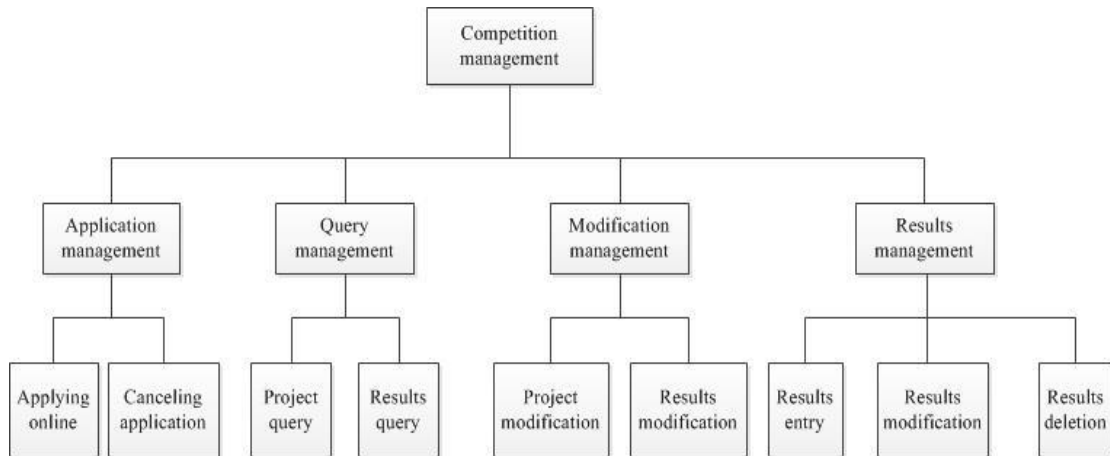 Competition
management
Application
management
Query
management
Modification
management
Results
management
Applying
online
Canceling
application
Project
query
Results
query
Project
modification
Results
modification
Results
entry
Results
modification
Results
deletion